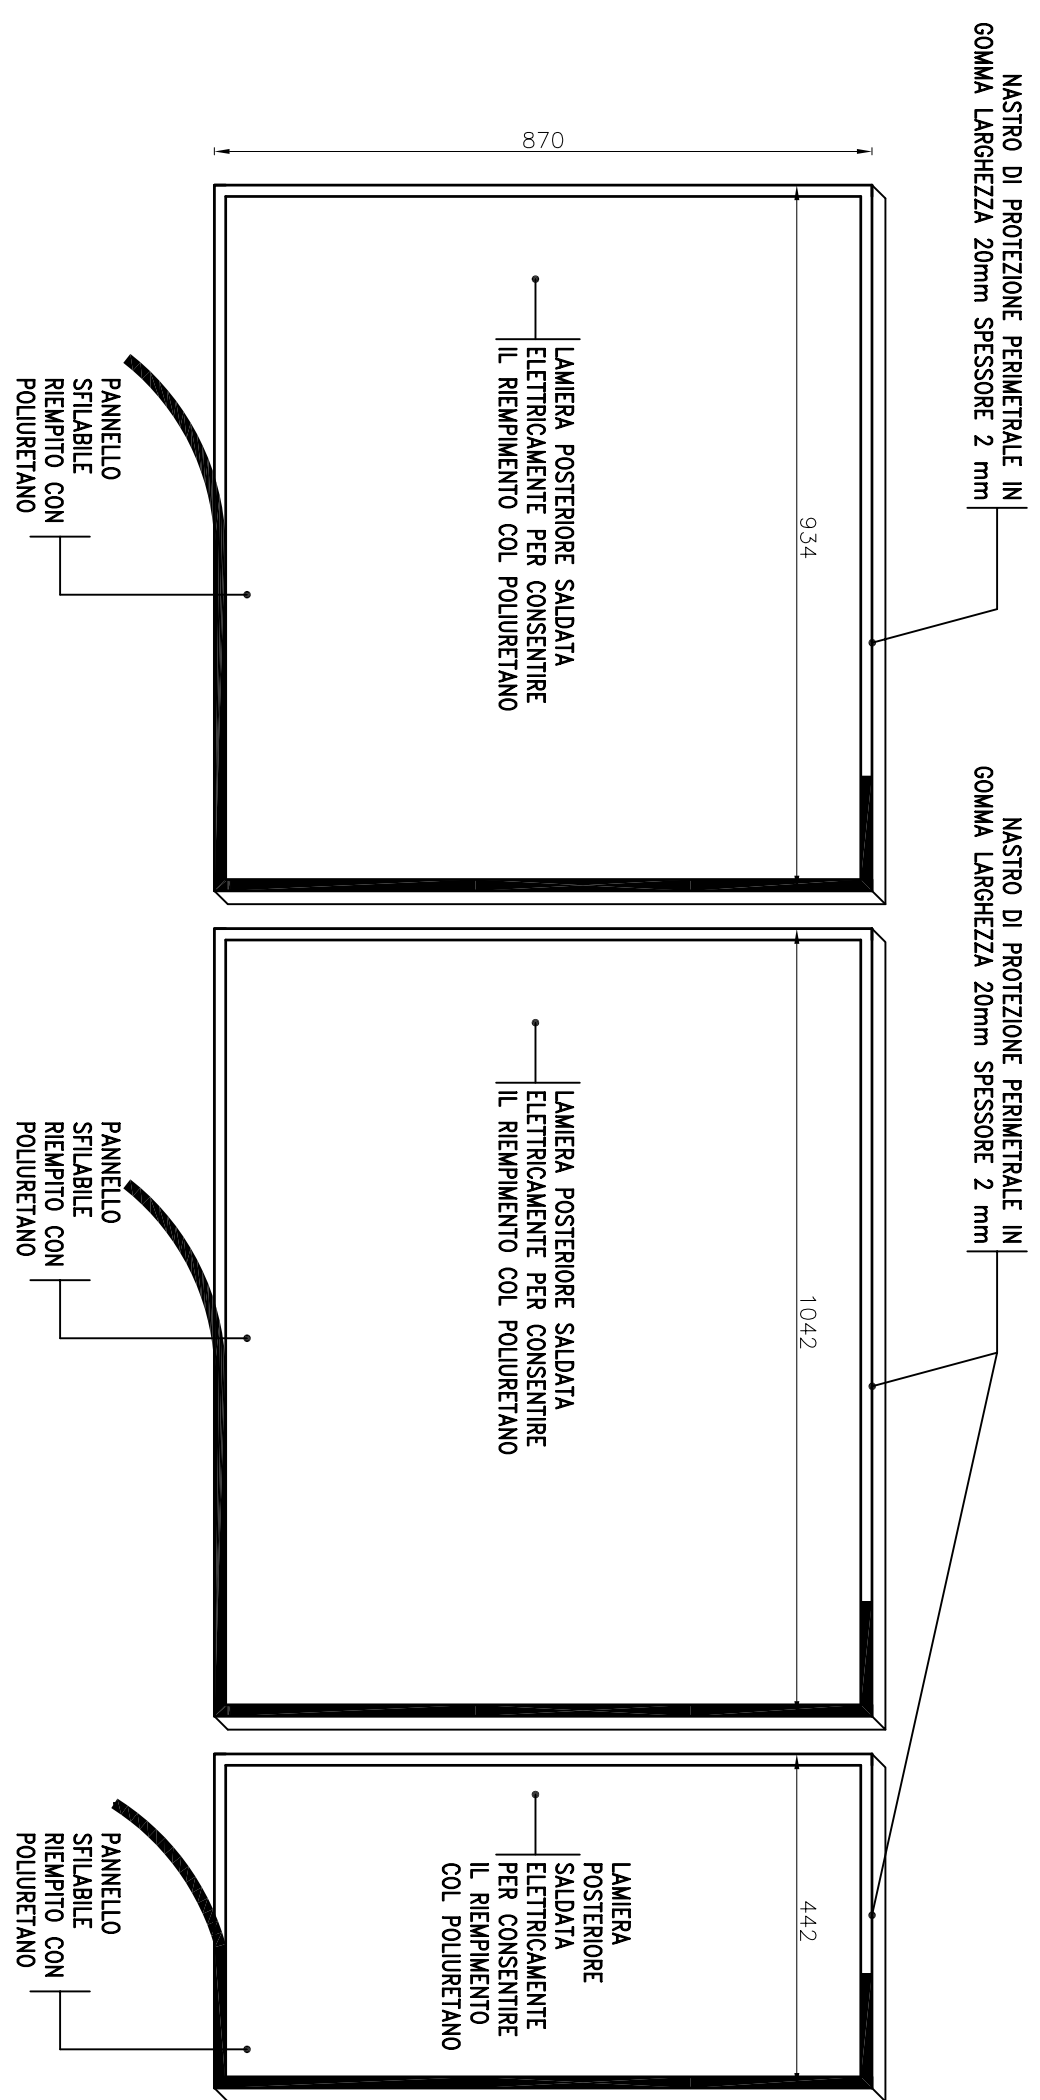 NASTRO DI PROTEZIONE PERIMETRALE IN
GOMMA LARGHEZZA 20mm SPESSORE 2 mm
870
934
LAMIERA POSTERIORE SALDATA
ELETTRICAMENTE PER CONSENTIRE
IL RIEMPIMENTO COL POLIURETANO
PANNELLO
SFILABILE
RIEMPITO CON
POLIURETANO
NASTRO DI PROTEZIONE PERIMETRALE IN
GOMMA LARGHEZZA 20mm SPESSORE 2 mm
1042
LAMIERA POSTERIORE SALDATA
ELETTRICAMENTE PER CONSENTIRE
IL RIEMPIMENTO COL POLIURETANO
PANNELLO
SFILABILE
RIEMPITO CON
POLIURETANO
442
LAMIERA
POSTERIORE
SALDATA
ELETTRICAMENTE
PER CONSENTIRE
IL RIEMPIMENTO
COL POLIURETANO
PANNELLO
SFILABILE
RIEMPITO CON
POLIURETANO